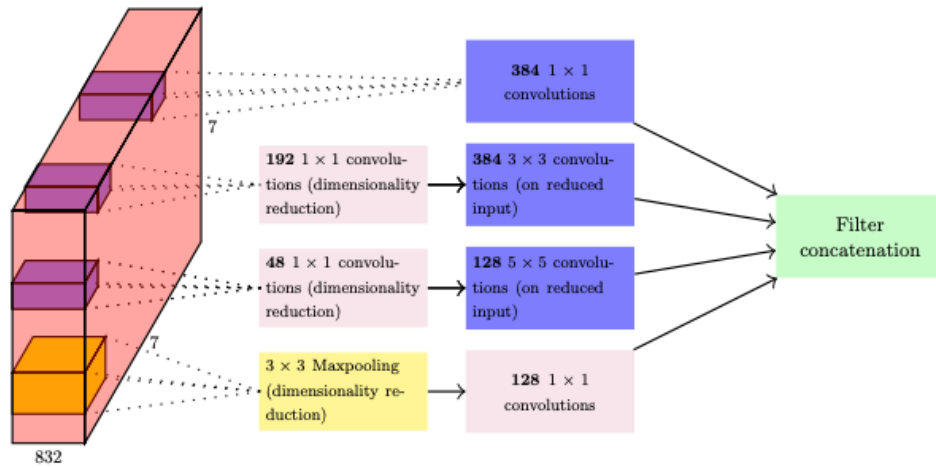 384 1 × 1
convolutions
7
192 1 × 1 convolu-
tions (dimensionality
reduction)
384 3 × 3 convolu-
tions (on reduced
input)
Filter
concatenation
48 1 × 1 convolu-
tions (dimensionality
reduction)
128 5 × 5 convolu-
tions (on reduced
input)
7
3 × 3 Maxpooling
(dimensionality re-
duction)
128 1 × 1
convolutions
832